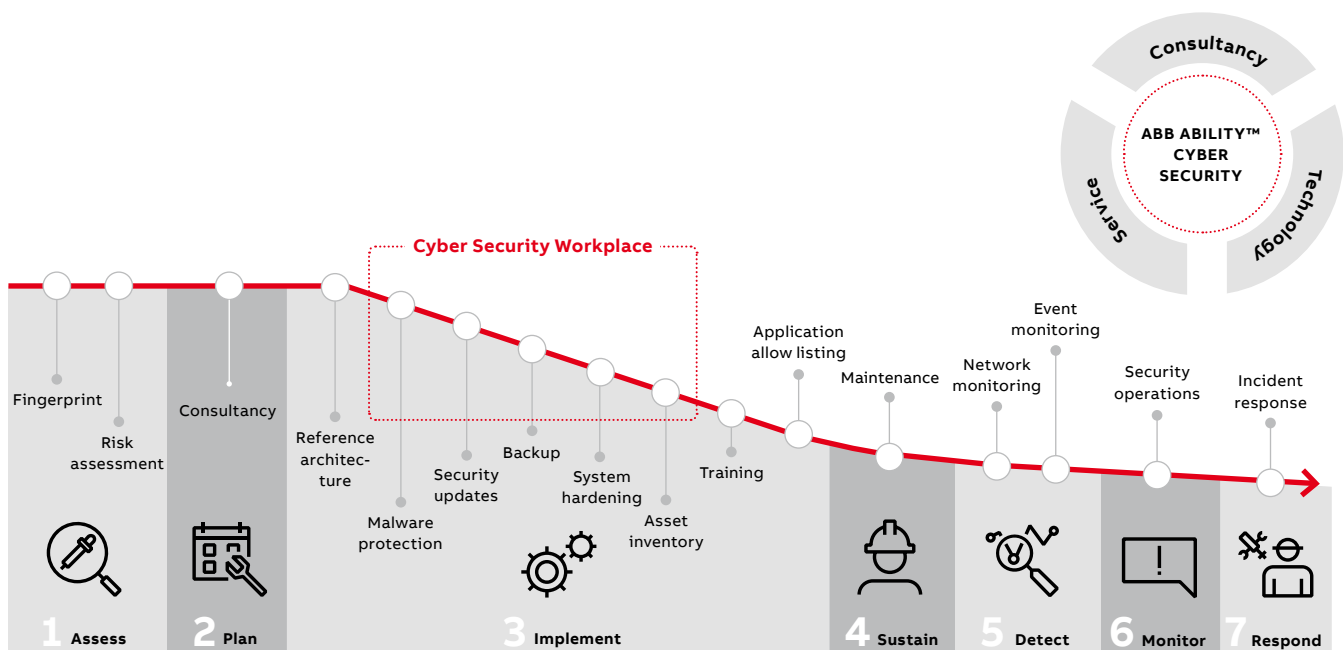 Consultancy
ABB ABILITY™
CYBER
SECURITY
Service
Technology
Cyber Security Workplace
Fingerprint
Risk
assessment
Consultancy
Reference
architec-
ture
Malware
protection
Security
updates
Backup
System
hardening
Asset
inventory
Training
Application
allow listing
Maintenance
Network
monitoring
Event
monitoring
Security
operations
Incident
response
!
1 Assess
2 Plan
3 Implement
4 Sustain
5 Detect
6 Monitor
7 Respond